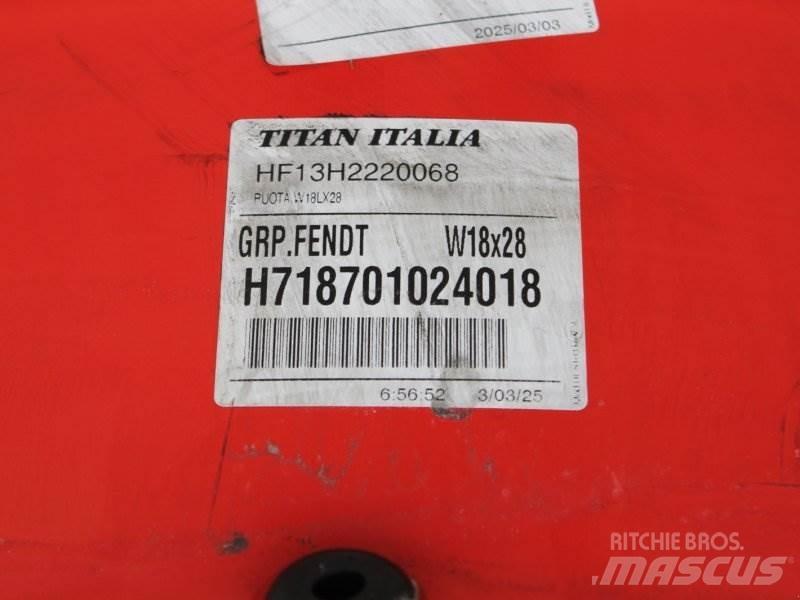 2025/03/03
TITAN ITALIA
HF13H2220068
RUOTA W18LX28
GRP.FENDT W18x28
H718701024018
6:56:52 3/03/25
RITCHIE BROS.
MASCUS